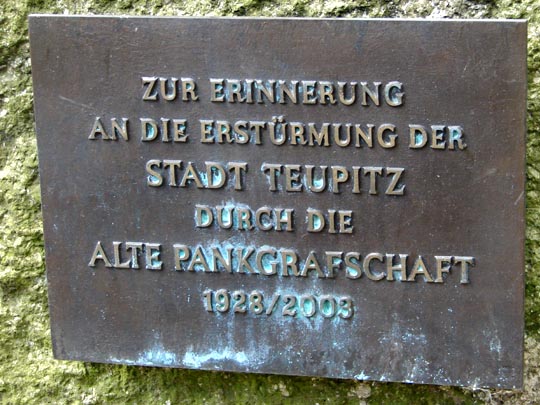 ZUR ERINNERUNG
AN DIE ERSTÜRMUNG DER
STADT TEUPITZ
DURCH DIE
ALTE PANKGRAFSCHAFT
1928/2003